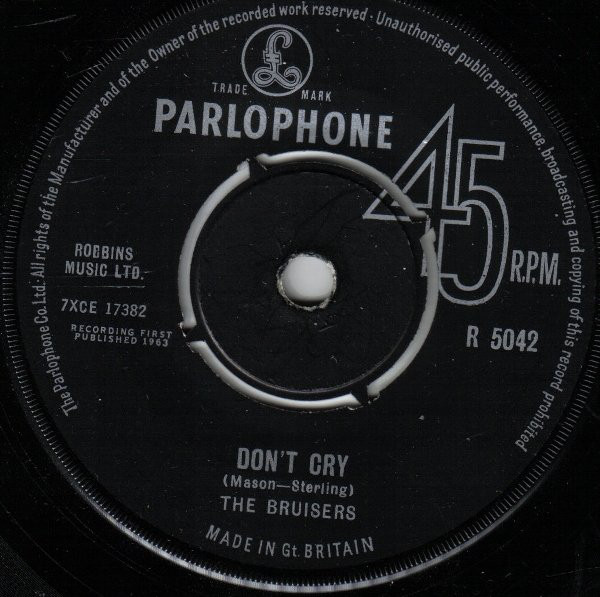 The Parlophone Co. Ltd. All rights of the Manufacturer and of the Owner of the recorded work reserved · Unauthorised public performance, broadcasting and copying of this record prohibited
£
TRADE MARK
PARLOPHONE
45
R.P.M.
ROBBINS
MUSIC LTD.
7XCE 17382
RECORDING FIRST
PUBLISHED 1963
R 5042
DON'T CRY
(Mason—Sterling)
THE BRUISERS
MADE IN Gt. BRITAIN